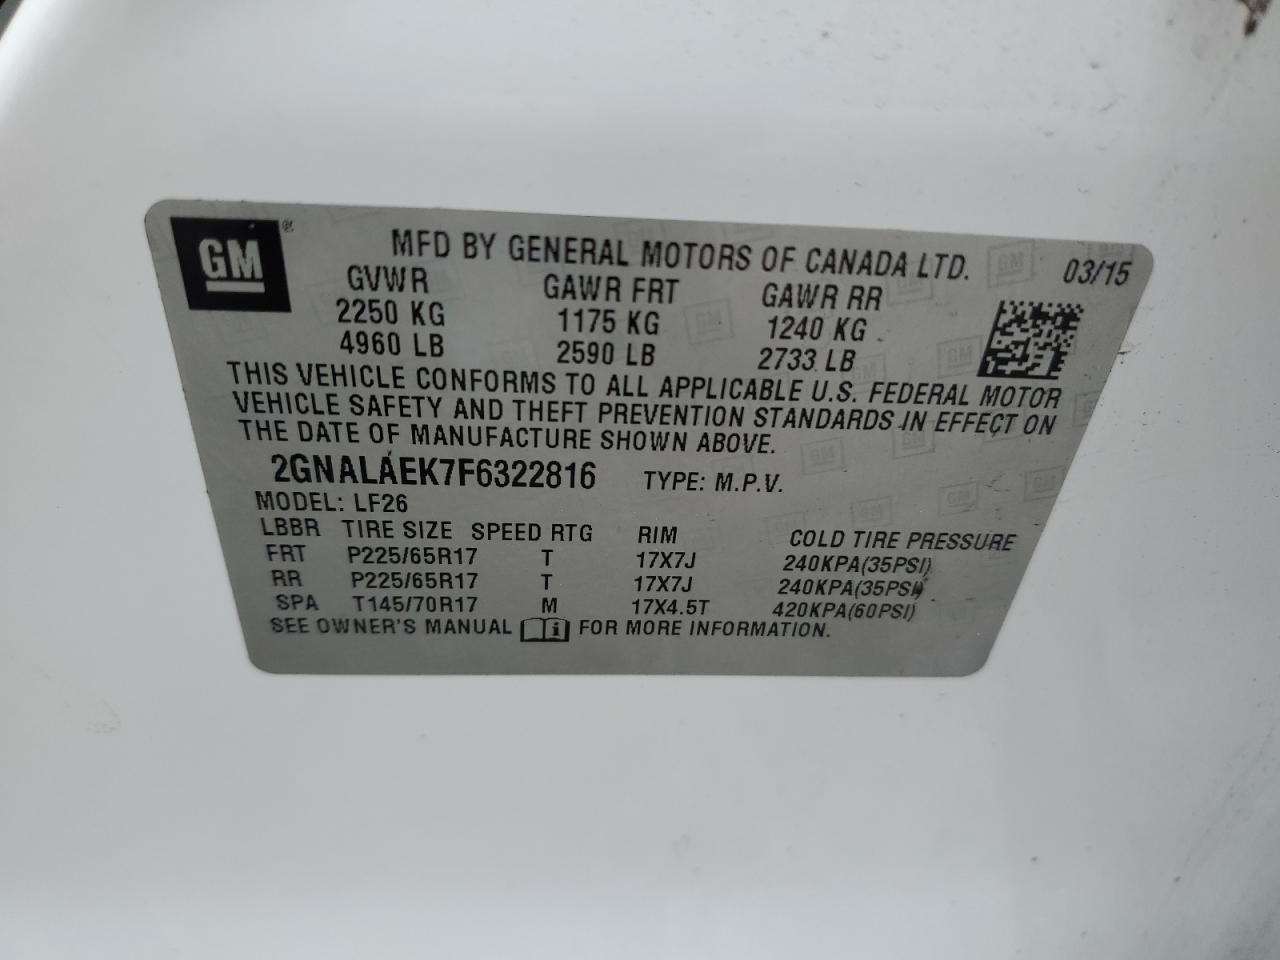 GM®
MFD BY GENERAL MOTORS OF CANADA LTD. 03/15
GVWR GAWR FRT GAWR RR
2250 KG 1175 KG 1240 KG
4960 LB 2590 LB 2733 LB
THIS VEHICLE CONFORMS TO ALL APPLICABLE U.S. FEDERAL MOTOR
VEHICLE SAFETY AND THEFT PREVENTION STANDARDS IN EFFECT ON
THE DATE OF MANUFACTURE SHOWN ABOVE.
2GNALAEK7F6322816 TYPE: M.P.V.
MODEL: LF26
LBBR TIRE SIZE SPEED RTG RIM COLD TIRE PRESSURE
FRT P225/65R17 T 17X7J 240KPA(35PSI)
RR P225/65R17 T 17X7J 240KPA(35PSI)
SPA T145/70R17 M 17X4.5T 420KPA(60PSI)
SEE OWNER'S MANUAL FOR MORE INFORMATION.